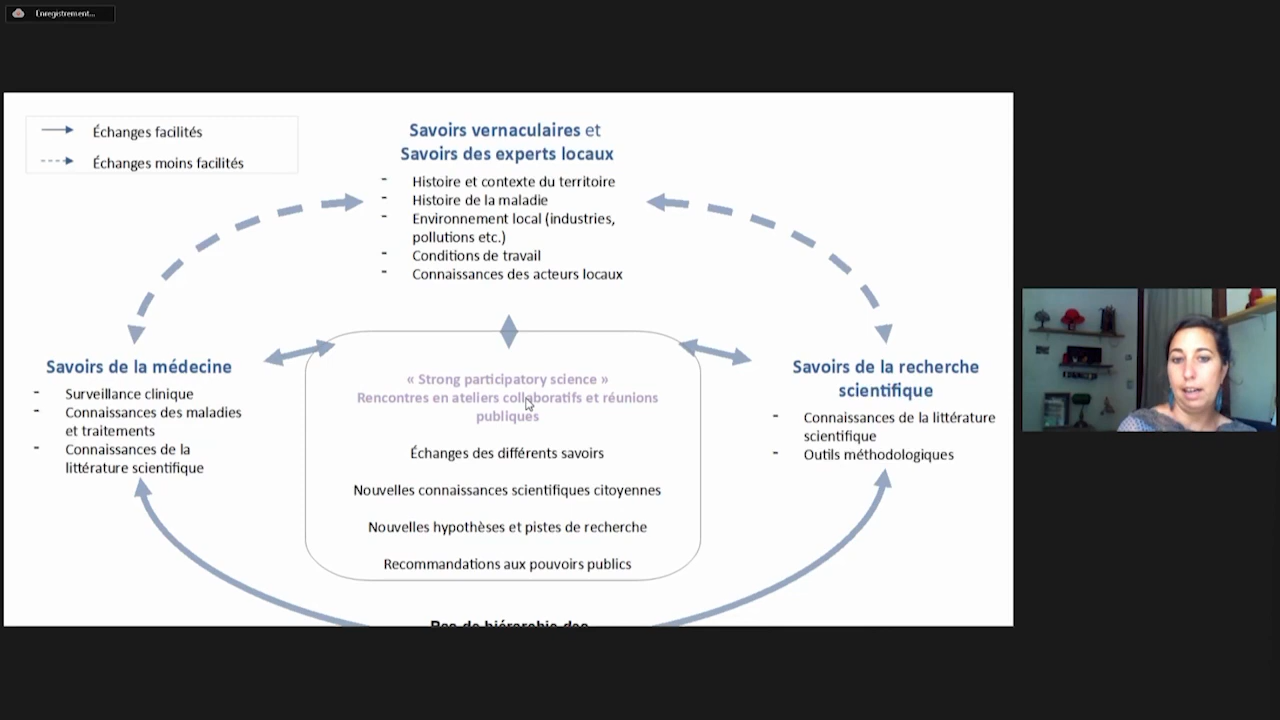 Enregistrement...
Échanges facilités
Échanges moins facilités
Savoirs vernaculaires et
Savoirs des experts locaux
- Histoire et contexte du territoire
- Histoire de la maladie
- Environnement local (industries,
pollutions etc.)
- Conditions de travail
- Connaissances des acteurs locaux
Savoirs de la médecine
- Surveillance clinique
- Connaissances des maladies
et traitements
- Connaissances de la
littérature scientifique
« Strong participatory science »
Rencontres en ateliers collaboratifs et réunions
publiques
Échanges des différents savoirs
Nouvelles connaissances scientifiques citoyennes
Nouvelles hypothèses et pistes de recherche
Recommandations aux pouvoirs publics
Savoirs de la recherche
scientifique
- Connaissances de la littérature
scientifique
- Outils méthodologiques
Pas de hiérarchie des